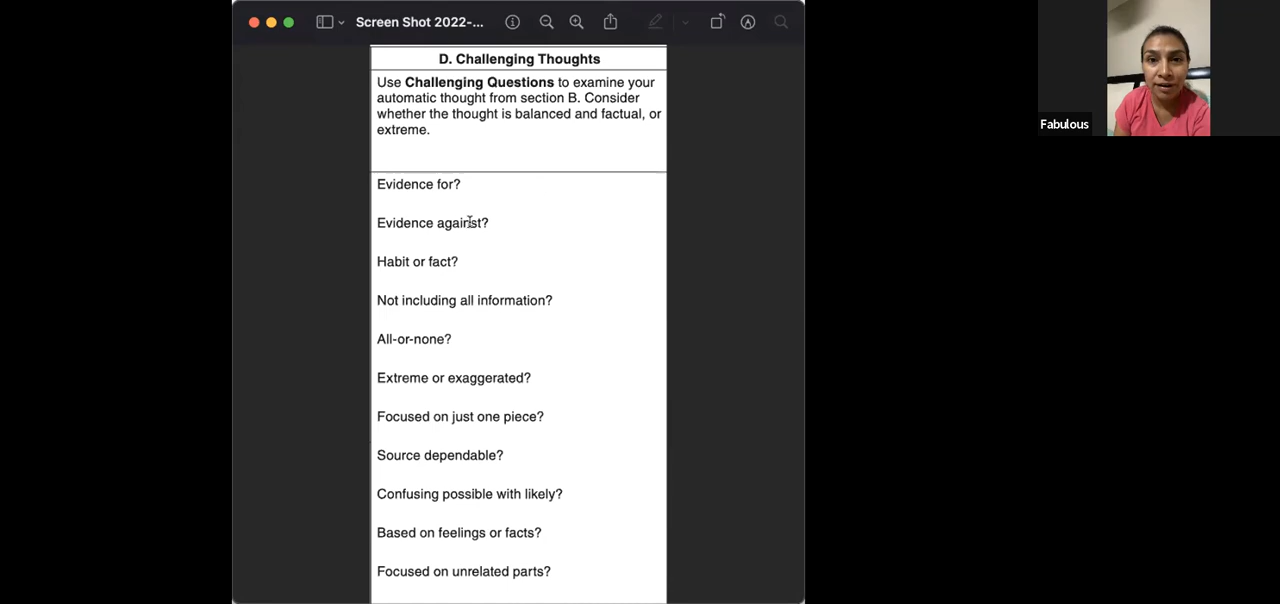 Screen Shot 2022-...
D. Challenging Thoughts
Use Challenging Questions to examine your
automatic thought from section B. Consider
whether the thought is balanced and factual, or
extreme.
Evidence for?
Evidence against?
Habit or fact?
Not including all information?
All-or-none?
Extreme or exaggerated?
Focused on just one piece?
Source dependable?
Confusing possible with likely?
Based on feelings or facts?
Focused on unrelated parts?
Fabulous